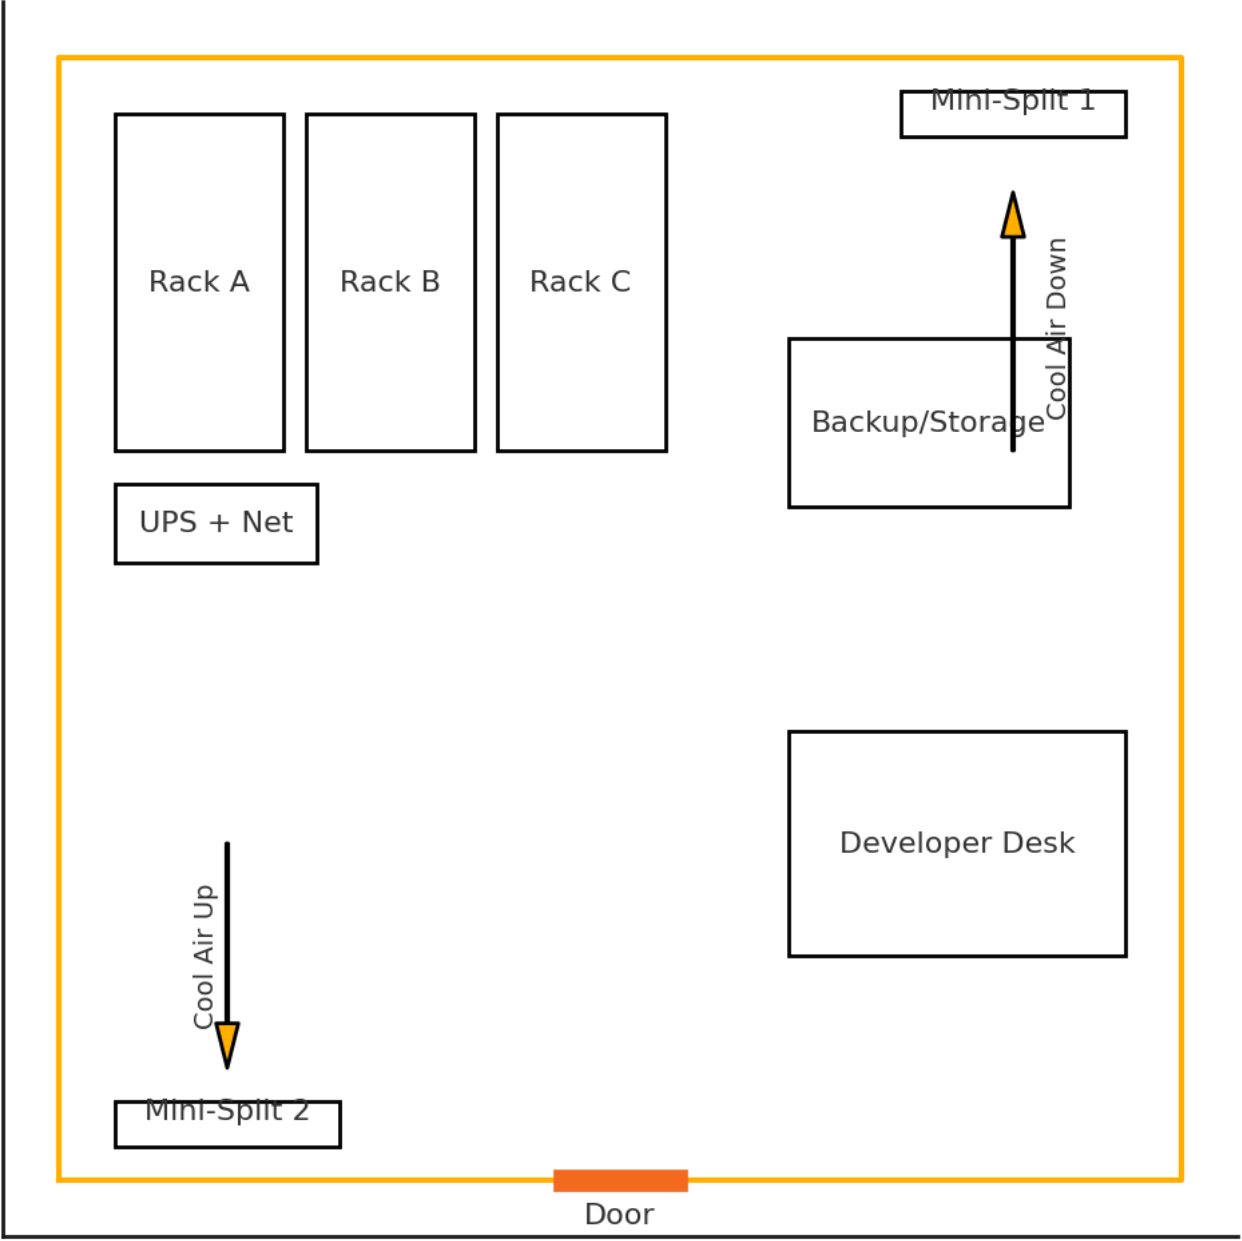 Mini-Split 1
Rack A
Rack B
Rack C
Cool Air Down
Backup/Storage
UPS + Net
Developer Desk
Cool Air Up
Mini-Split 2
Door